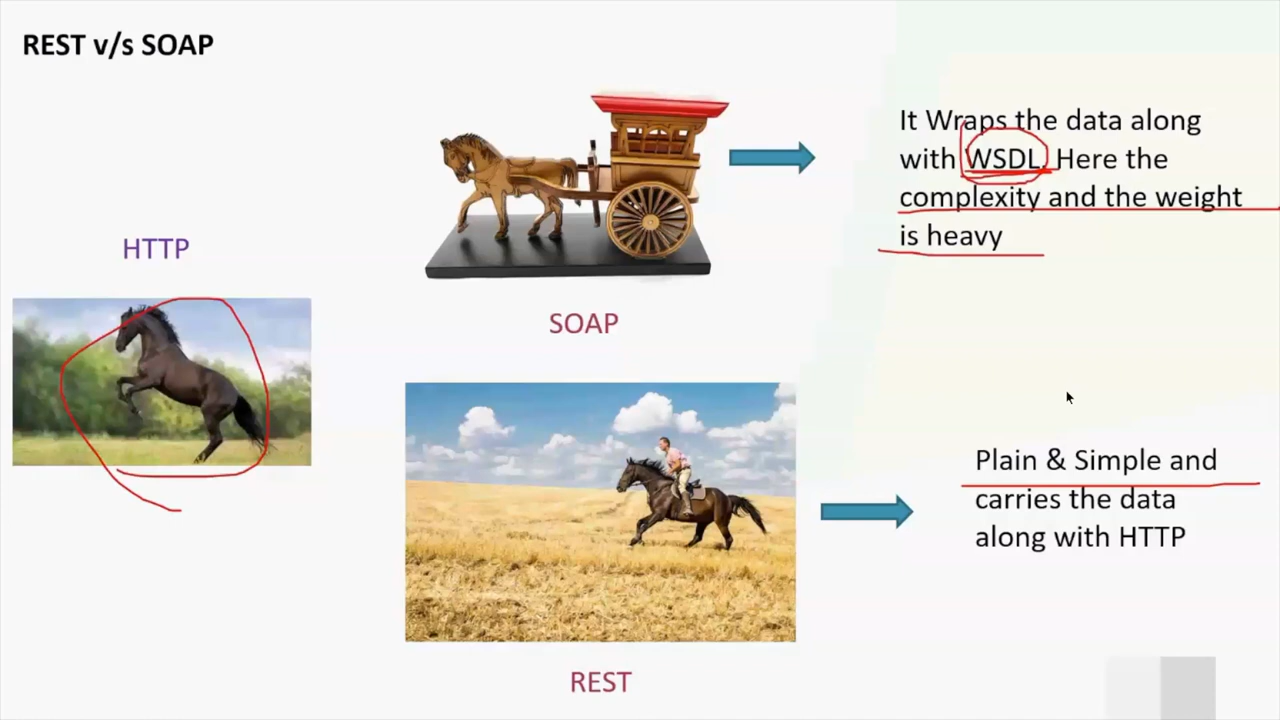 REST v/s SOAP
It Wraps the data along
with WSDL. Here the
complexity and the weight
is heavy
HTTP
SOAP
Plain & Simple and
carries the data
along with HTTP
REST